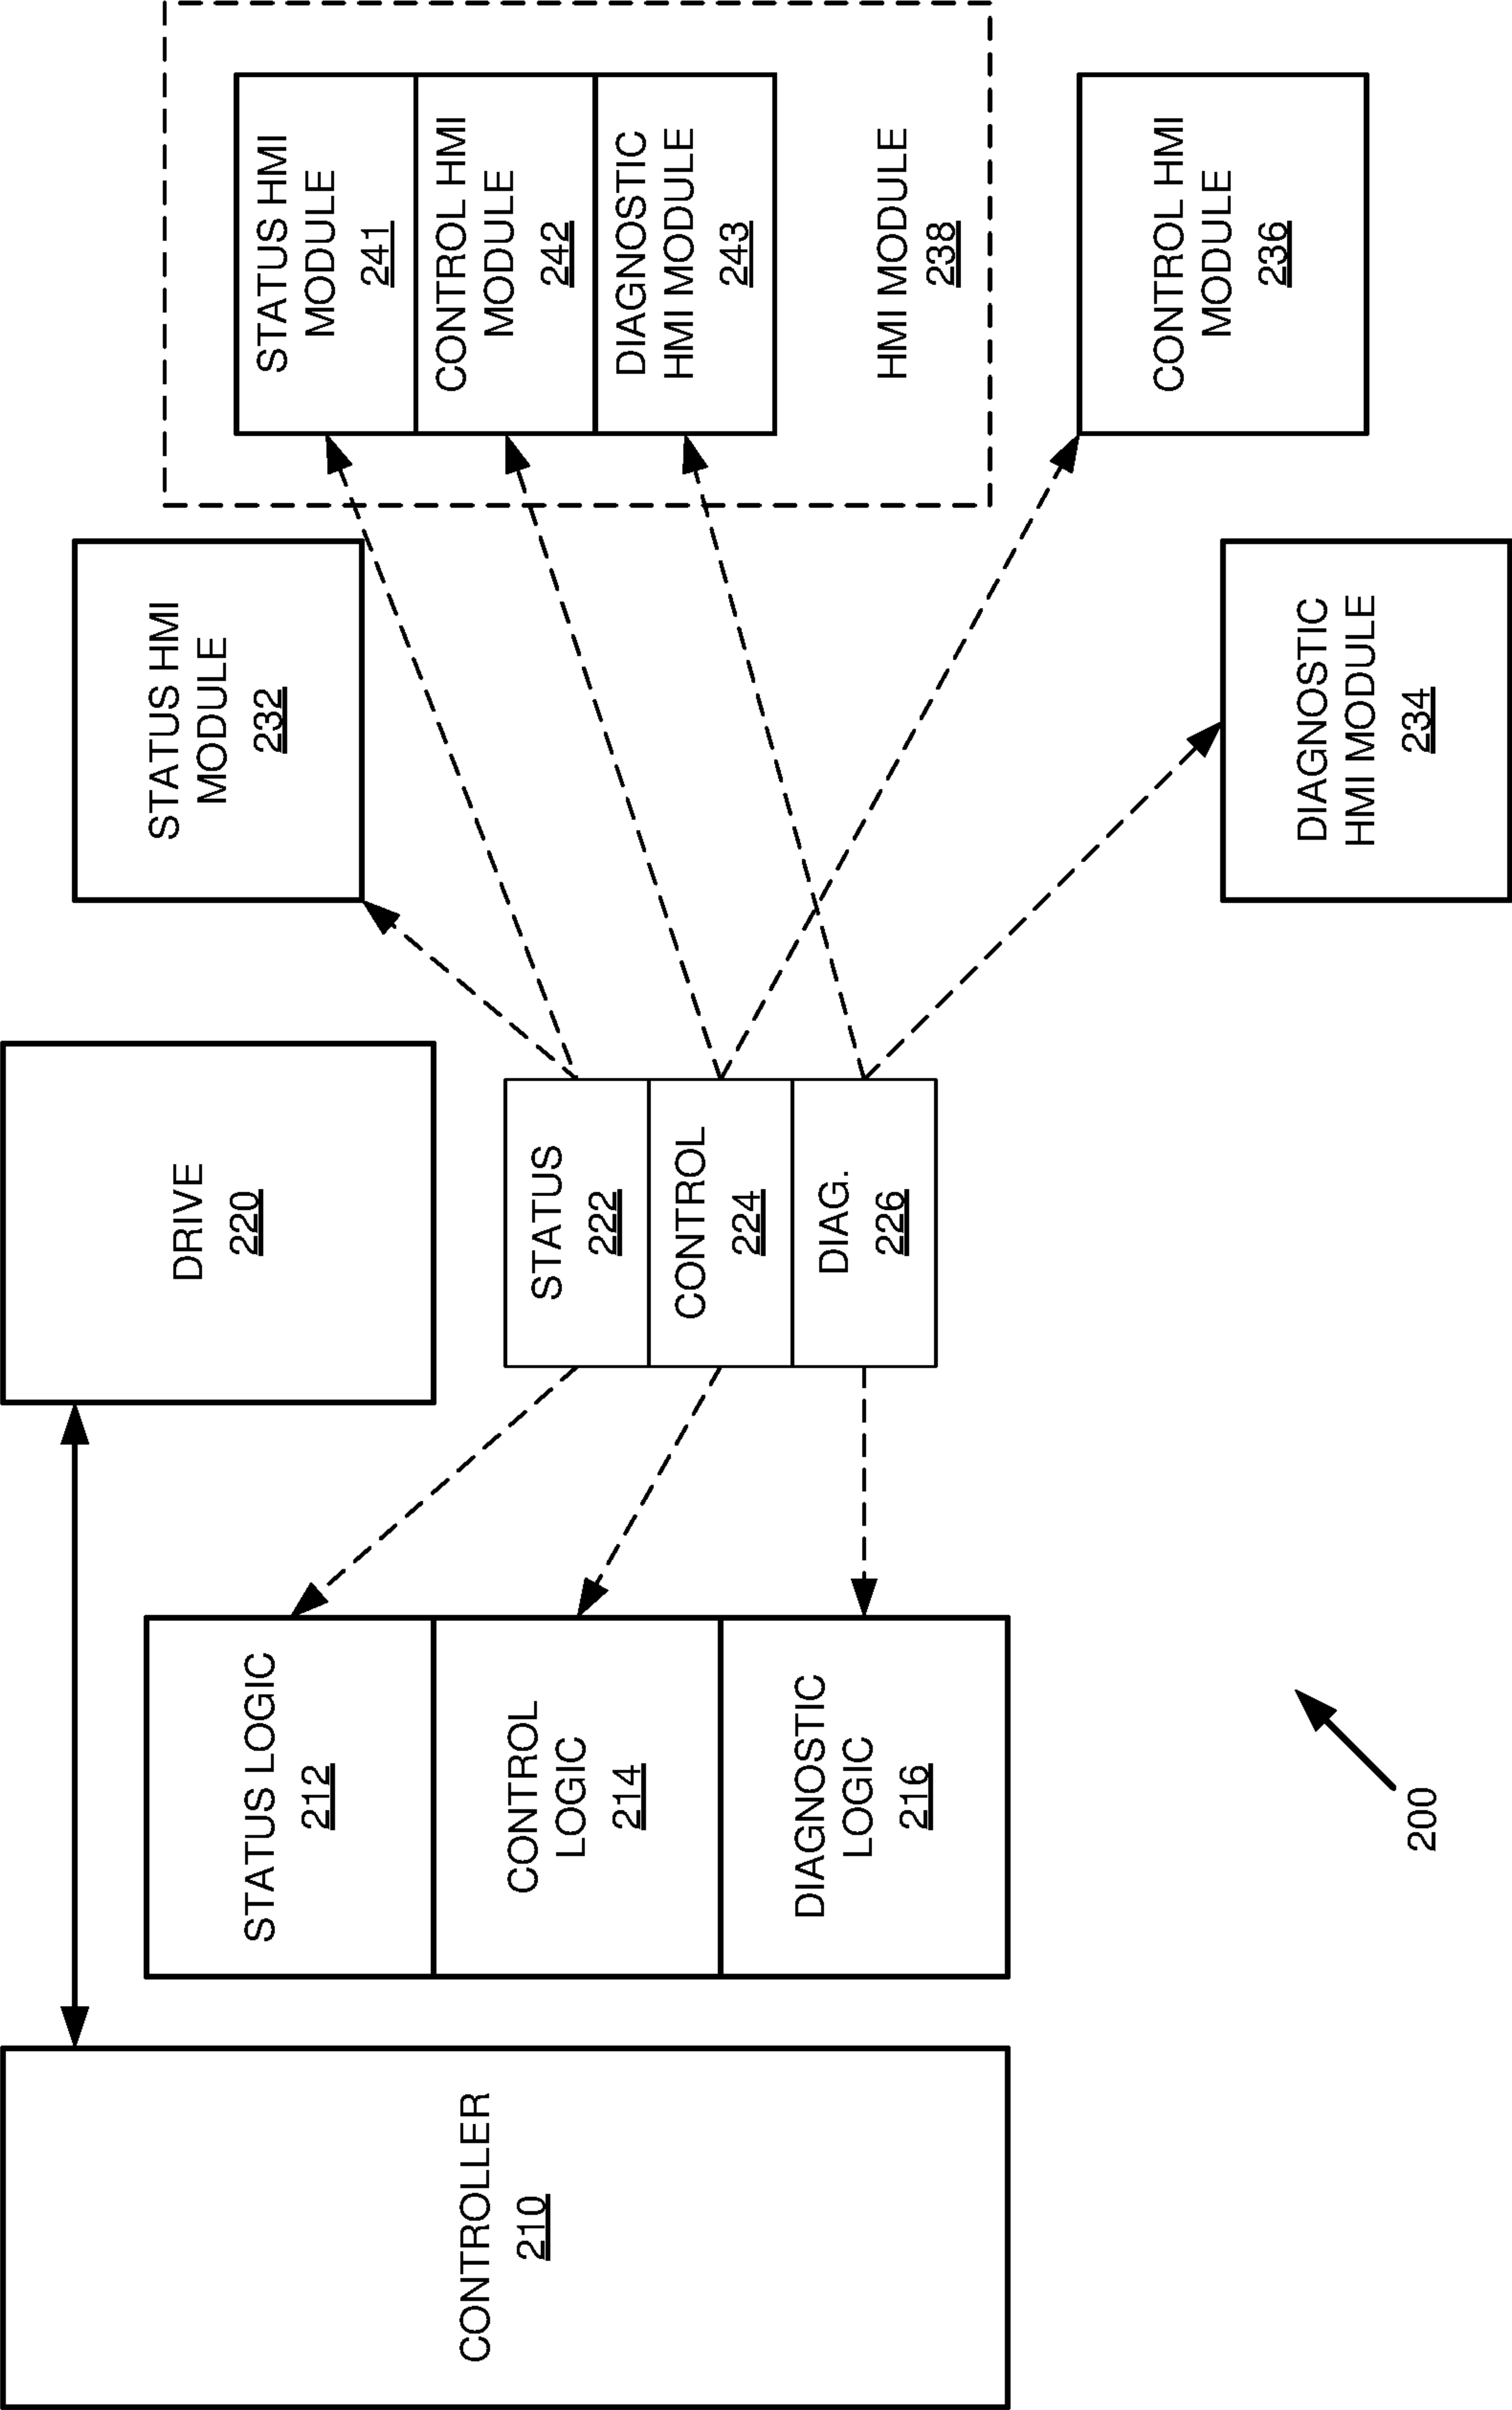 CONTROLLER
210
STATUS LOGIC
212
CONTROL
LOGIC
214
DIAGNOSTIC
LOGIC
216
DRIVE
220
STATUS
222
CONTROL
224
DIAG.
226
STATUS HMI
MODULE
232
STATUS HMI
MODULE
241
CONTROL HMI
MODULE
242
DIAGNOSTIC
HMI MODULE
243
HMI MODULE
238
CONTROL HMI
MODULE
236
DIAGNOSTIC
HMI MODULE
234
200